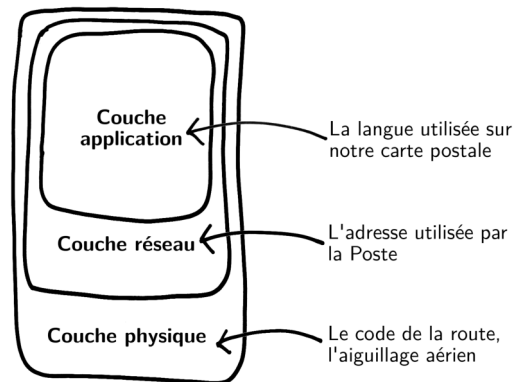 Couche
application
La langue utilisée sur
notre carte postale
Couche réseau
L'adresse utilisée par
la Poste
Couche physique
Le code de la route,
l'aiguillage aérien